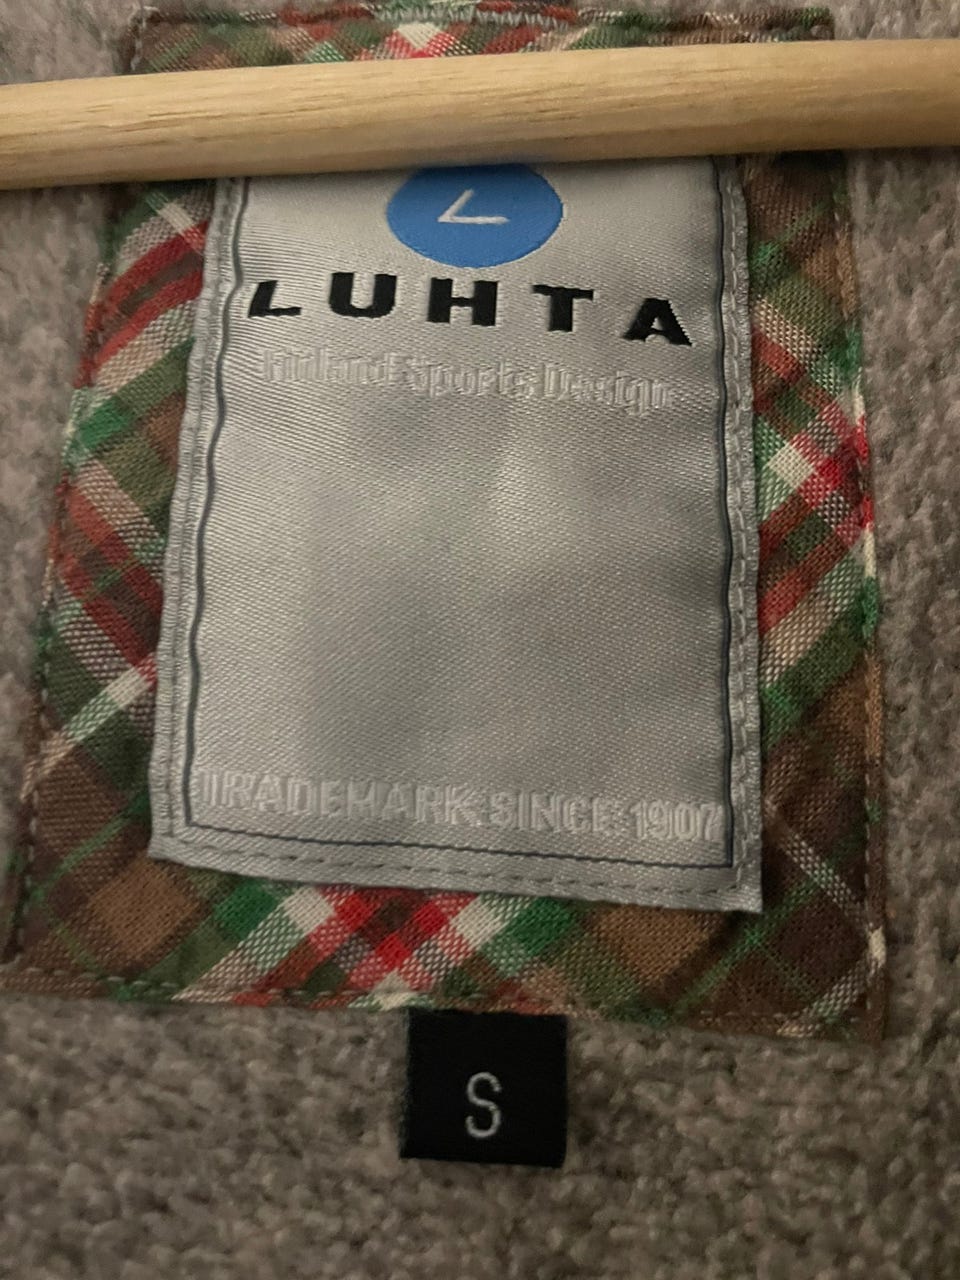 LUHTA
Finland Sports Design
TRADEMARK SINCE 1907
S